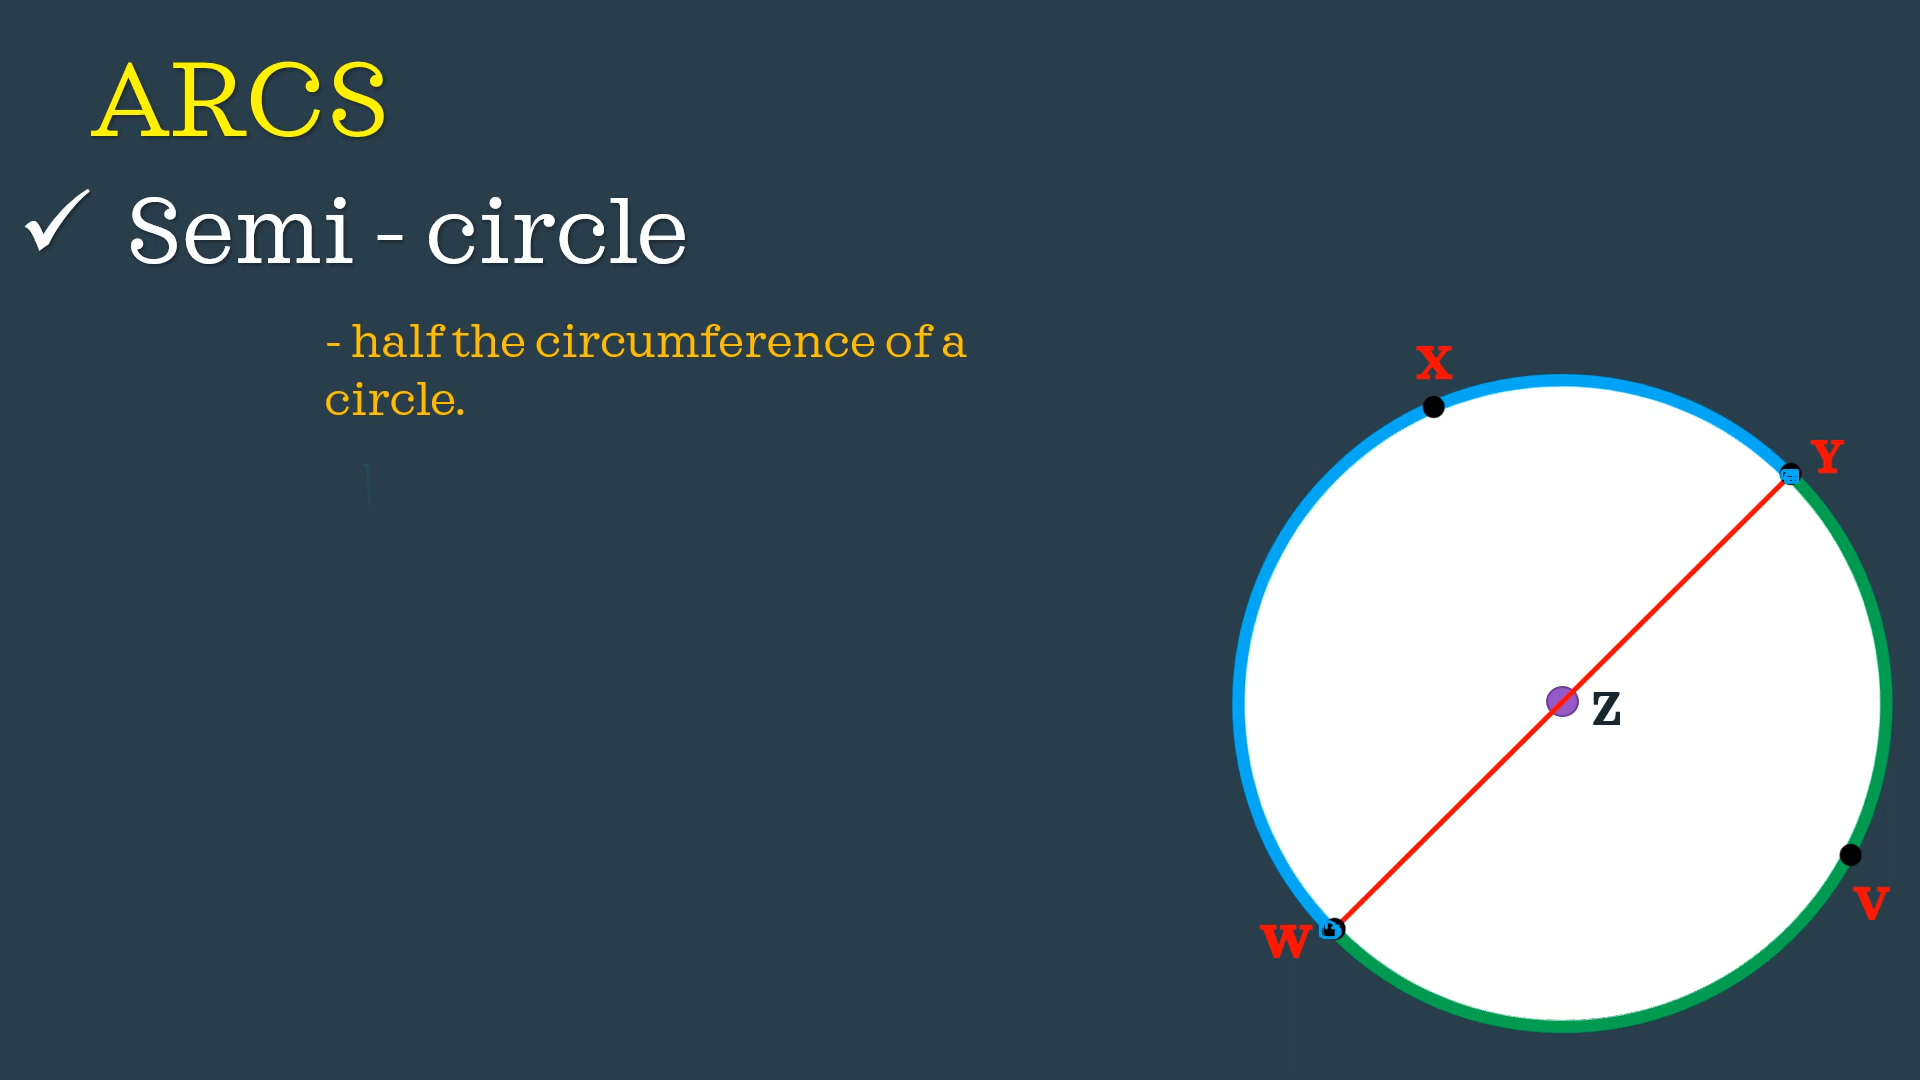 ARCS
✓ Semi - circle
- half the circumference of a
circle.
X
Y
Z
V
W